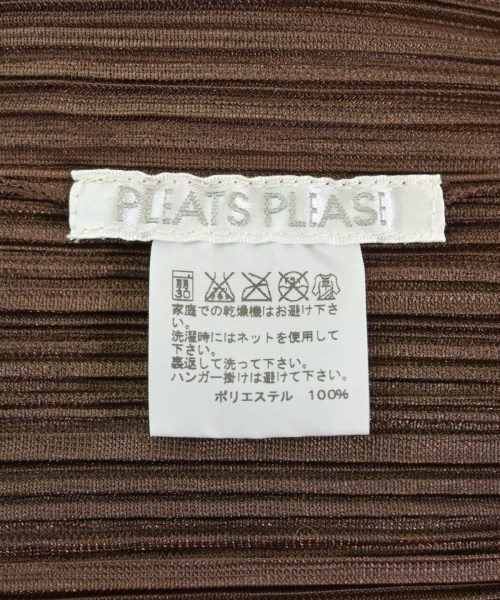 PLEATS PLEASE
家庭での乾燥機はお避け下さ
い。
洗濯時にはネットを使用して
下さい。
裏返して洗って下さい。
ハンガー掛けは避けて下さい。
ポリエステル 100%